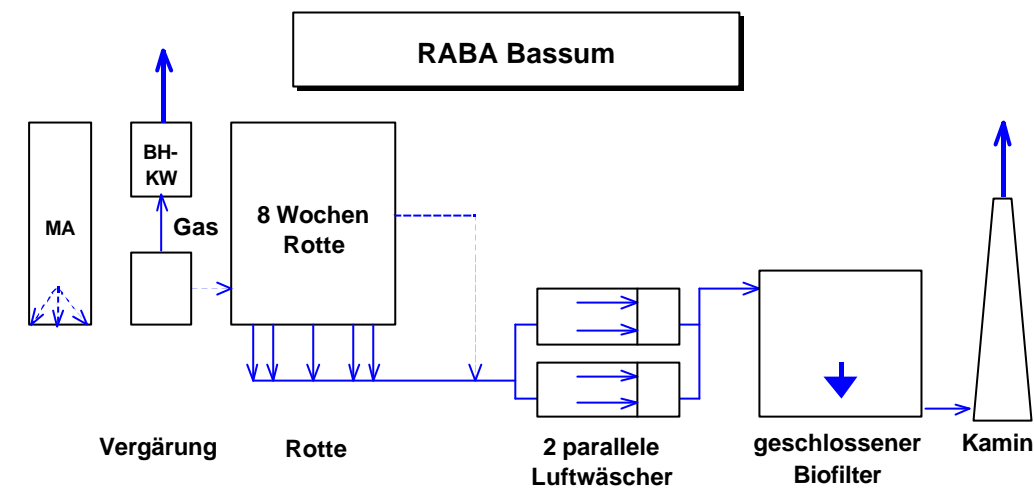 RABA Bassum
BH-
KW
MA
Gas
8 Wochen
Rotte
Vergärung
Rotte
2 parallele
Luftwäscher
geschlossener
Biofilter
Kamin